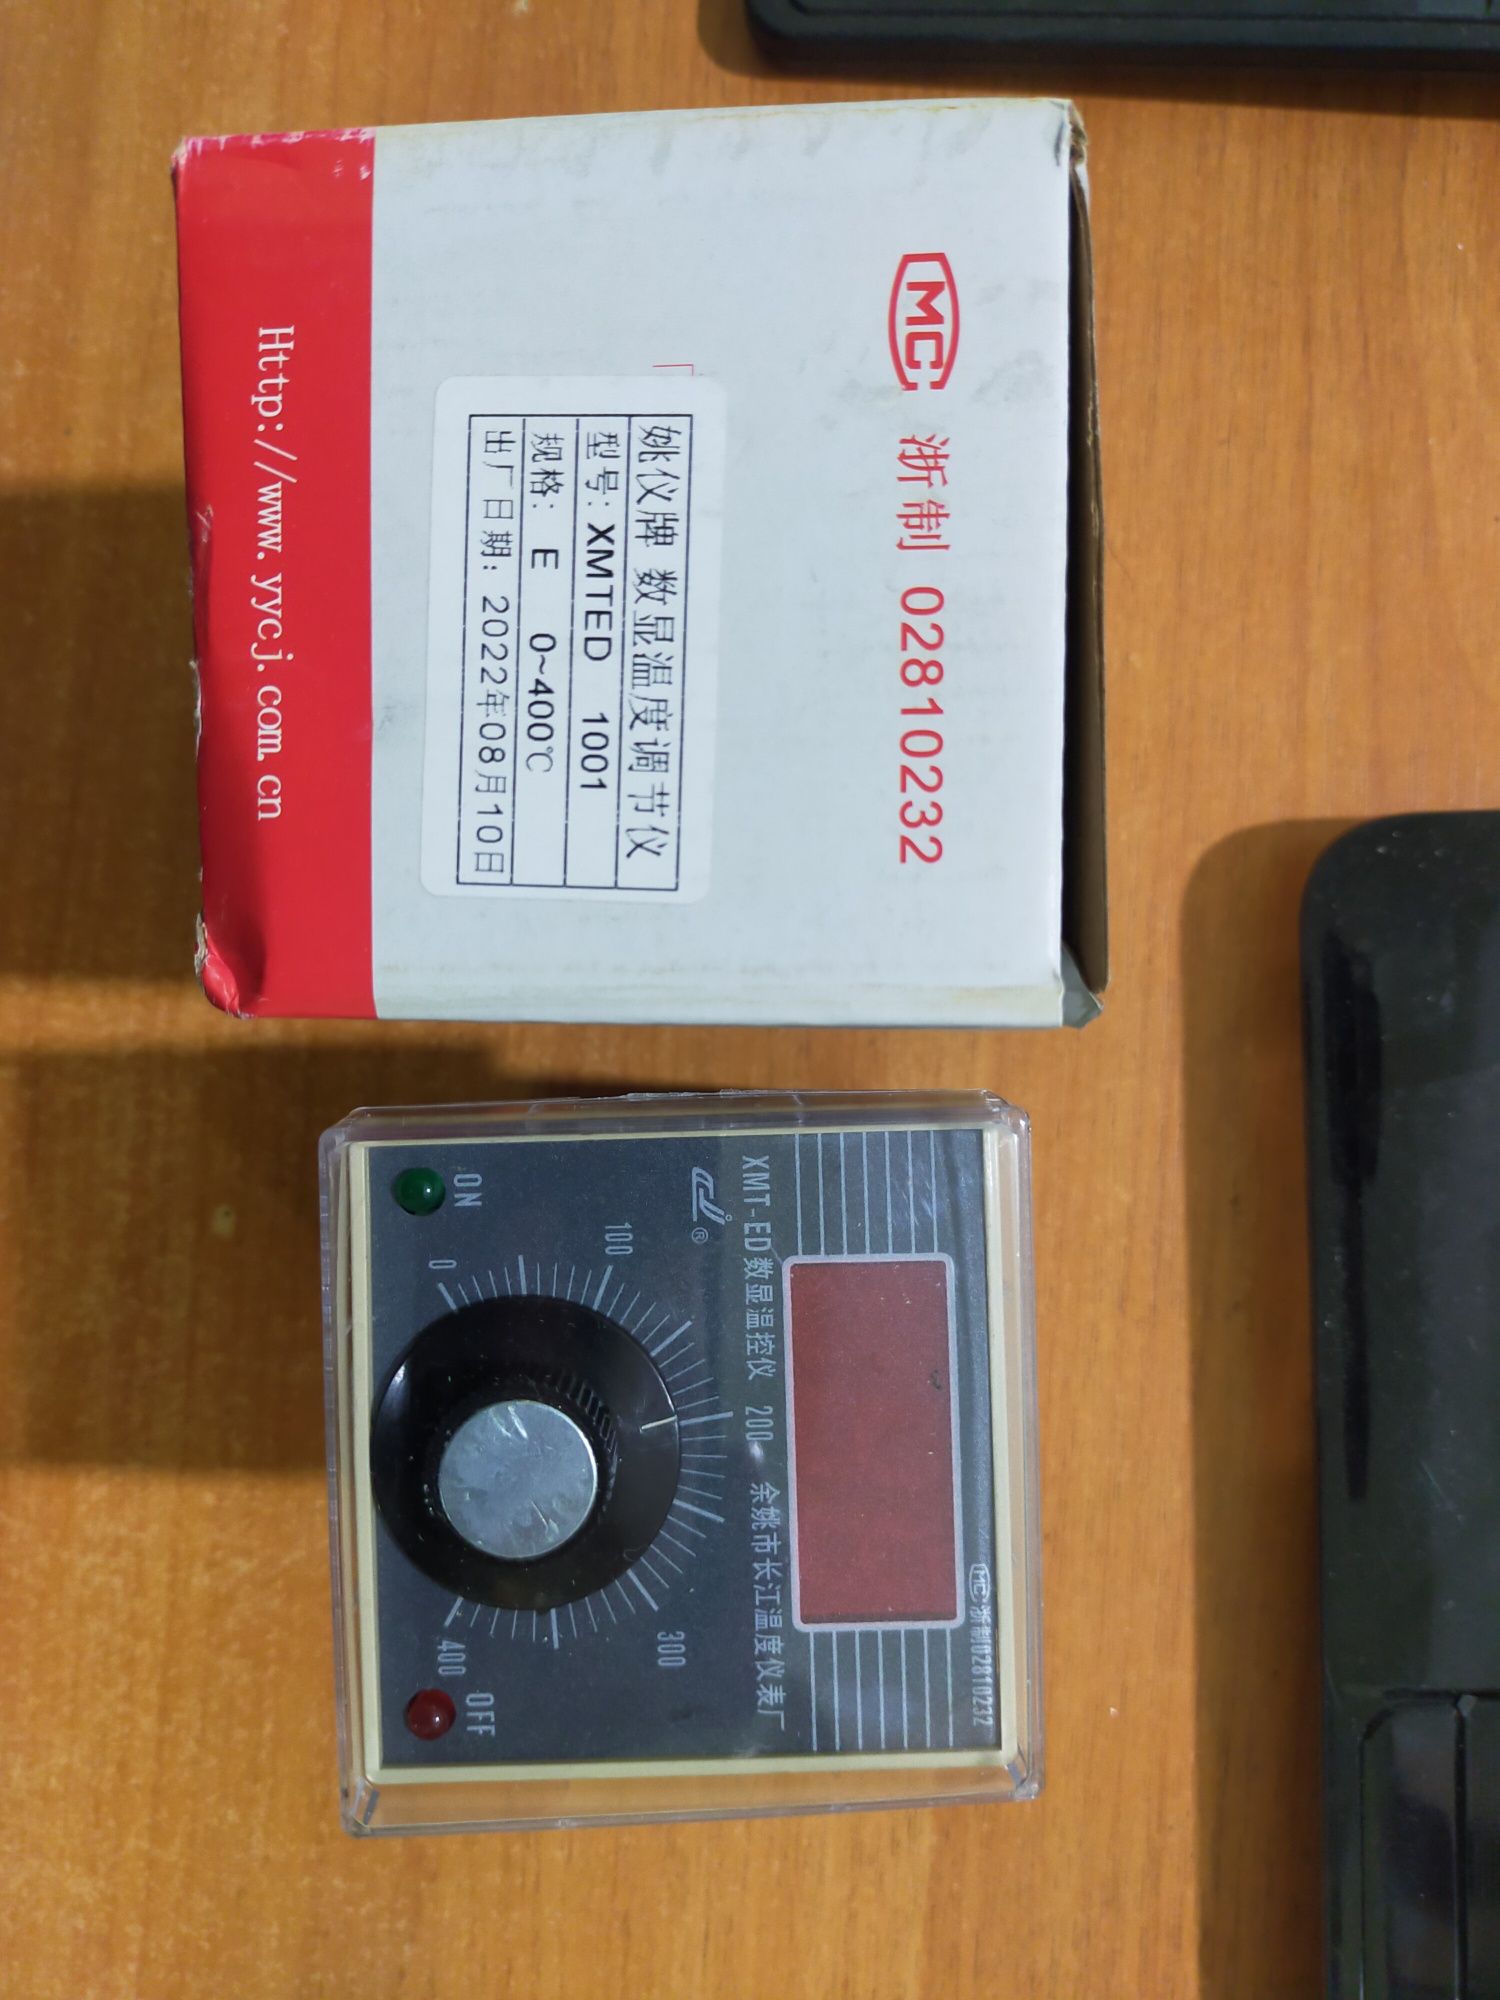 MC 浙制 02810232
姚仪牌 数显温度调节仪
型号: XMTED 1001
规格: E 0~400℃
出厂日期: 2022年08月10日
Http://www.yycj.com.cn
MC 浙制02810232
XMT-ED数显温控仪 余姚市长江温度仪表厂
®
200
100
300
0
400
ON
OFF